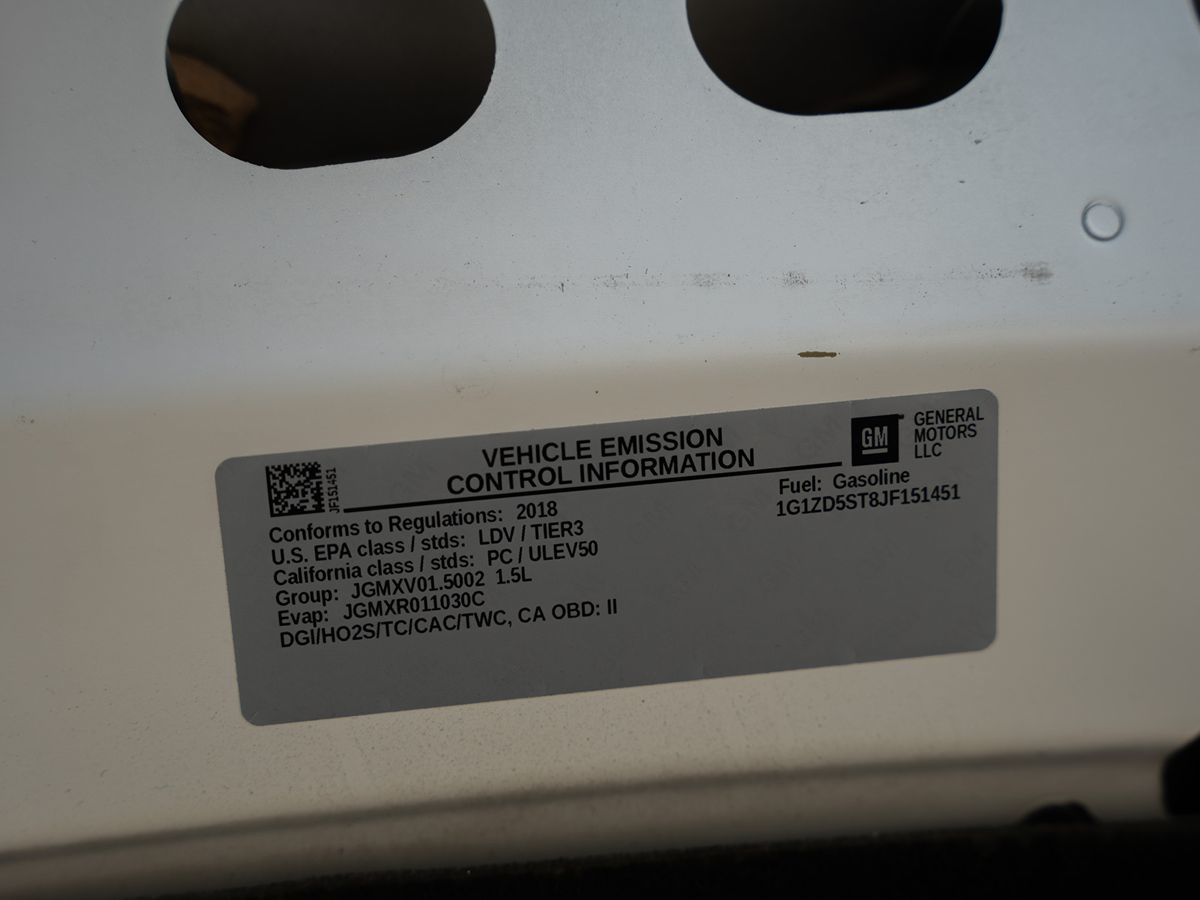 VEHICLE EMISSION
CONTROL INFORMATION
JF151451
GM
GENERAL
MOTORS
LLC
Conforms to Regulations: 2018
U.S. EPA class / stds: LDV / TIER3
California class / stds: PC / ULEV50
Group: JGMXV01.5002 1.5L
Evap: JGMXR011030C
DGI/HO2S/TC/CAC/TWC, CA OBD: II
Fuel: Gasoline
1G1ZD5ST8JF151451